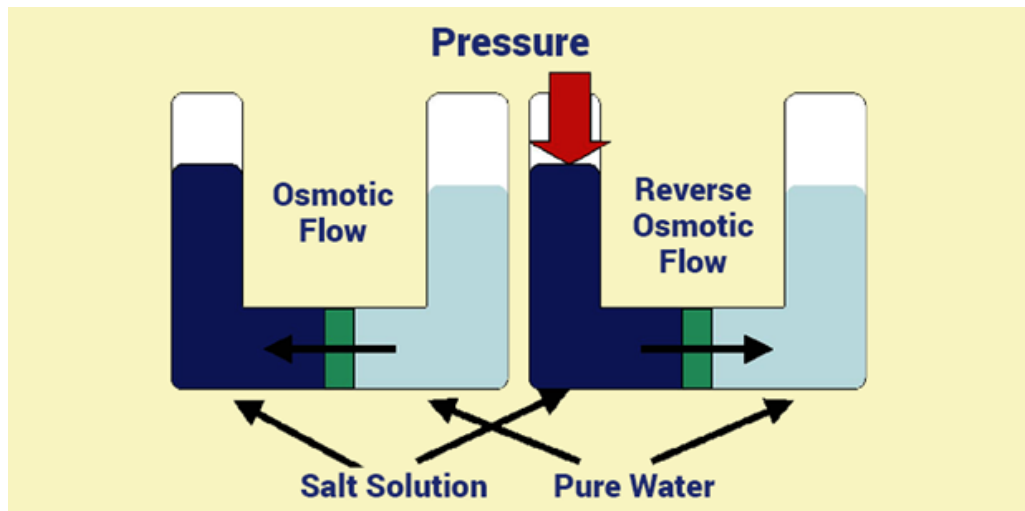 Pressure
Osmotic
Flow
Reverse
Osmotic
Flow
Salt Solution
Pure Water